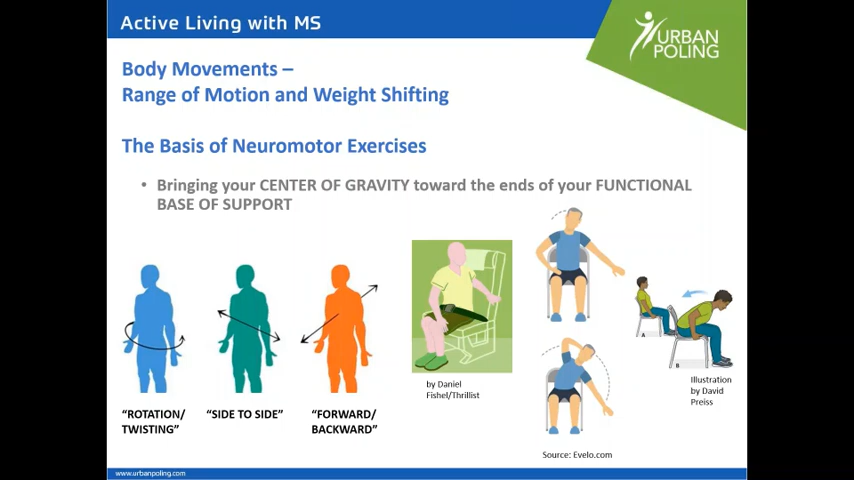 Active Living with MS
URBAN
POLING
Body Movements –
Range of Motion and Weight Shifting
The Basis of Neuromotor Exercises
• Bringing your CENTER OF GRAVITY toward the ends of your FUNCTIONAL
BASE OF SUPPORT
A
B
by Daniel
Fishel/Thrillist
Illustration
by David
Preiss
"ROTATION/
TWISTING"
"SIDE TO SIDE"
"FORWARD/
BACKWARD"
Source: Evelo.com
www.urbanpoling.com